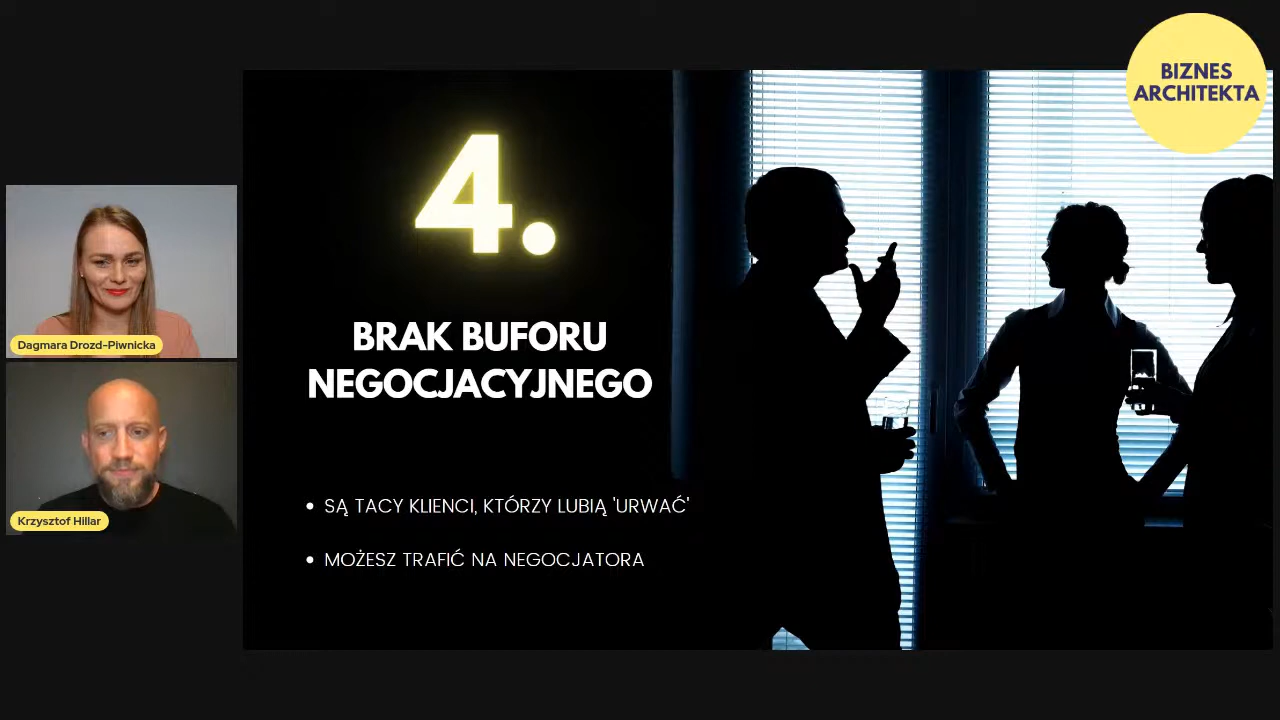 BIZNES
ARCHITEKTA
4.
BRAK BUFORU
NEGOCJACYJNEGO
• SĄ TACY KLIENCI, KTÓRZY LUBIĄ 'URWAĆ'
• MOŻESZ TRAFIĆ NA NEGOCJATORA
Dagmara Drozd-Piwnicka
Krzysztof Hillar